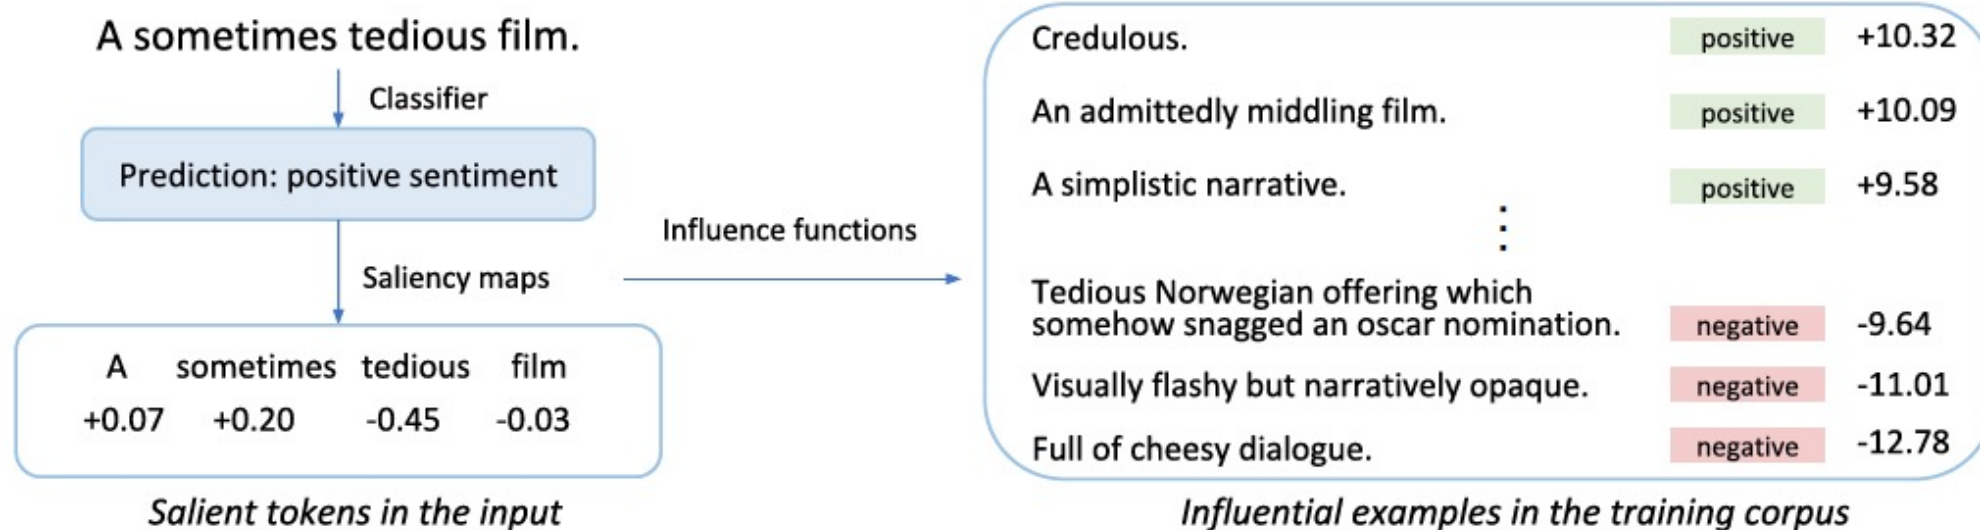 A sometimes tedious film.
Classifier
Prediction: positive sentiment
Saliency maps
A sometimes tedious film
+0.07 +0.20 -0.45 -0.03
Salient tokens in the input
Influence functions
Credulous. positive +10.32
An admittedly middling film. positive +10.09
A simplistic narrative. positive +9.58
Tedious Norwegian offering which
somehow snagged an oscar nomination. negative -9.64
Visually flashy but narratively opaque. negative -11.01
Full of cheesy dialogue. negative -12.78
Influential examples in the training corpus